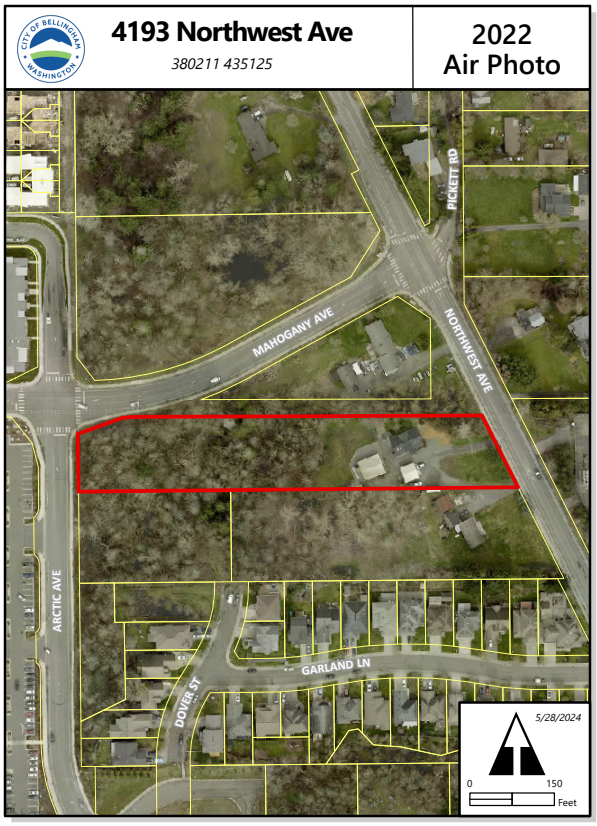 CITY OF BELLINGHAM
WASHINGTON
4193 Northwest Ave
380211 435125
2022
Air Photo
PICKETT RD
MAHOGANY AVE
NORTHWEST AVE
ARCTIC AVE
GARLAND LN
DOVER ST
5/28/2024
0 150
Feet